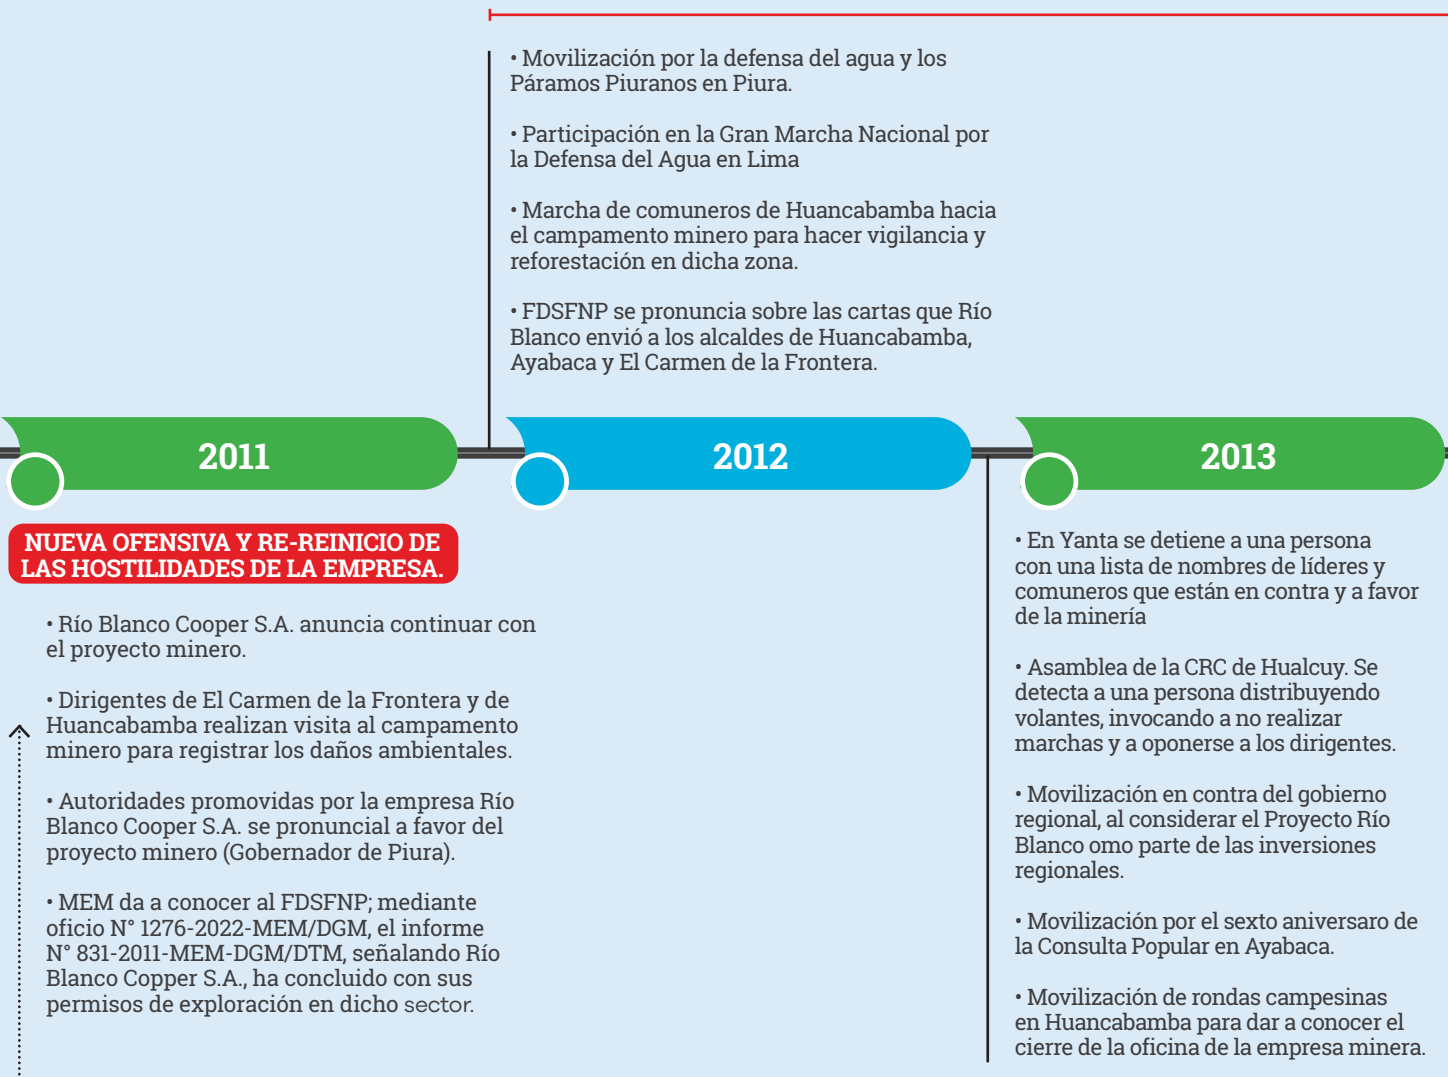 • Movilización por la defensa del agua y los
Páramos Piuranos en Piura.
• Participación en la Gran Marcha Nacional por
la Defensa del Agua en Lima
• Marcha de comuneros de Huancabamba hacia
el campamento minero para hacer vigilancia y
reforestación en dicha zona.
• FDSFNP se pronuncia sobre las cartas que Río
Blanco envió a los alcaldes de Huancabamba,
Ayabaca y El Carmen de la Frontera.
2011
2012
2013
NUEVA OFENSIVA Y RE-REINICIO DE
LAS HOSTILIDADES DE LA EMPRESA.
• Río Blanco Cooper S.A. anuncia continuar con
el proyecto minero.
• Dirigentes de El Carmen de la Frontera y de
Huancabamba realizan visita al campamento
minero para registrar los daños ambientales.
• Autoridades promovidas por la empresa Río
Blanco Cooper S.A. se pronuncial a favor del
proyecto minero (Gobernador de Piura).
• MEM da a conocer al FDSFNP; mediante
oficio N° 1276-2022-MEM/DGM, el informe
N° 831-2011-MEM-DGM/DTM, señalando Río
Blanco Copper S.A., ha concluido con sus
permisos de exploración en dicho sector.
• En Yanta se detiene a una persona
con una lista de nombres de líderes y
comuneros que están en contra y a favor
de la minería
• Asamblea de la CRC de Hualcuy. Se
detecta a una persona distribuyendo
volantes, invocando a no realizar
marchas y a oponerse a los dirigentes.
• Movilización en contra del gobierno
regional, al considerar el Proyecto Río
Blanco omo parte de las inversiones
regionales.
• Movilización por el sexto aniversaro de
la Consulta Popular en Ayabaca.
• Movilización de rondas campesinas
en Huancabamba para dar a conocer el
cierre de la oficina de la empresa minera.